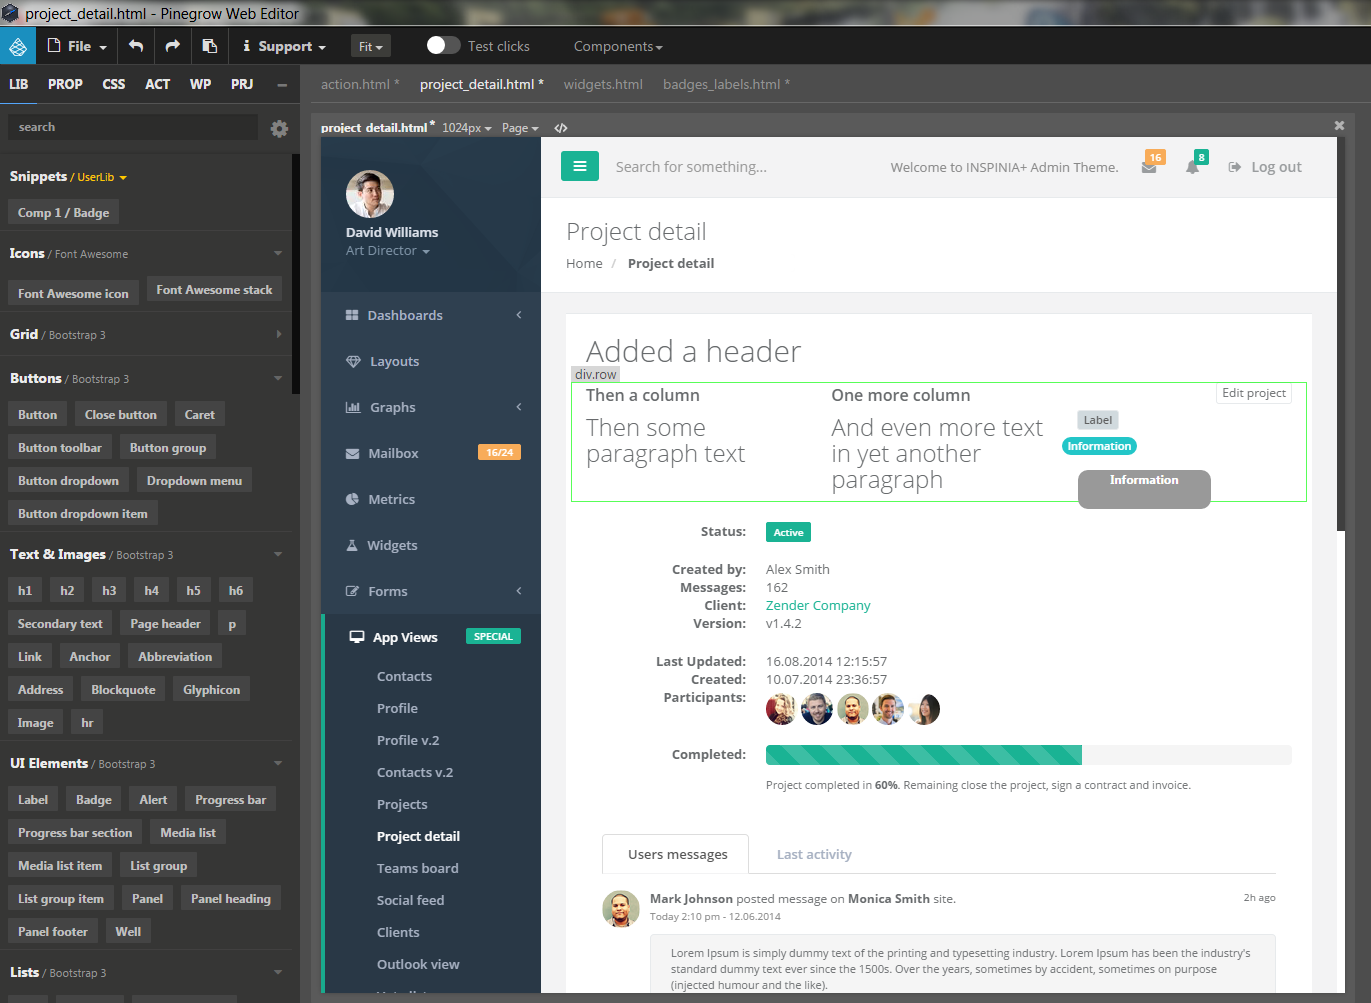 project_detail.html - Pinegrow Web Editor
File
Support
Fit
Test clicks
Components
LIB PROP CSS ACT WP PRJ
action.html * project_detail.html * widgets.html badges_labels.html *
search
project_detail.html* 1024px Page </>
Snippets / UserLib
Comp 1 / Badge
Icons / Font Awesome
Font Awesome icon Font Awesome stack
Grid / Bootstrap 3
Buttons / Bootstrap 3
Button Close button Caret
Button toolbar Button group
Button dropdown Dropdown menu
Button dropdown item
Text & Images / Bootstrap 3
h1 h2 h3 h4 h5 h6
Secondary text Page header p
Link Anchor Abbreviation
Address Blockquote Glyphicon
Image hr
UI Elements / Bootstrap 3
Label Badge Alert Progress bar
Progress bar section Media list
Media list item List group
List group item Panel Panel heading
Panel footer Well
Lists / Bootstrap 3
David Williams
Art Director
Dashboards
Layouts
Graphs
Mailbox 16/24
Metrics
Widgets
Forms
App Views SPECIAL
Contacts
Profile
Profile v.2
Contacts v.2
Projects
Project detail
Teams board
Social feed
Clients
Outlook view
Search for something...
Welcome to INSPINIA+ Admin Theme.
16
8
Log out
Project detail
Home / Project detail
Added a header
div.row
Then a column
Then some
paragraph text
One more column
And even more text
in yet another
paragraph
Edit project
Label
Information
Information
Status: Active
Created by: Alex Smith
Messages: 162
Client: Zender Company
Version: v1.4.2
Last Updated: 16.08.2014 12:15:57
Created: 10.07.2014 23:36:57
Participants:
Completed:
Project completed in 60%. Remaining close the project, sign a contract and invoice.
Users messages Last activity
Mark Johnson posted message on Monica Smith site. 2h ago
Today 2:10 pm - 12.06.2014
Lorem Ipsum is simply dummy text of the printing and typesetting industry. Lorem Ipsum has been the industry's
standard dummy text ever since the 1500s. Over the years, sometimes by accident, sometimes on purpose
(injected humour and the like).